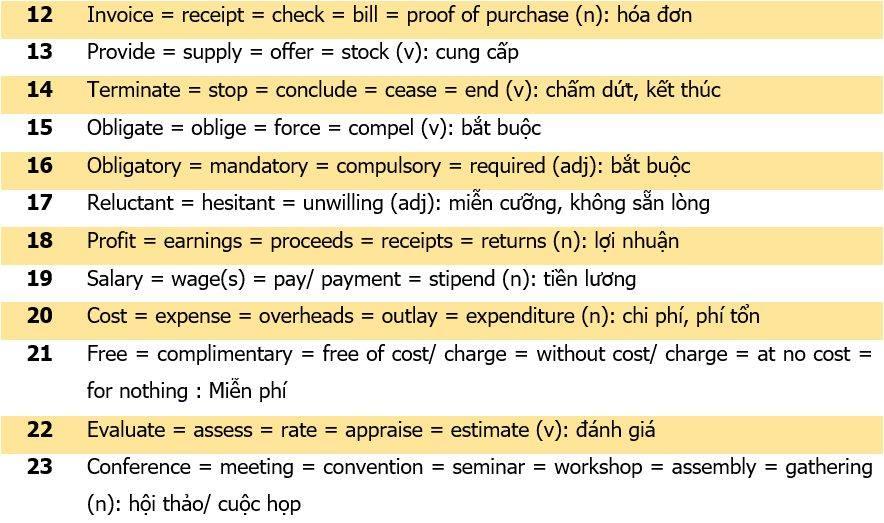 12 Invoice = receipt = check = bill = proof of purchase (n): hóa đơn
13 Provide = supply = offer = stock (v): cung cấp
14 Terminate = stop = conclude = cease = end (v): chấm dứt, kết thúc
15 Obligate = oblige = force = compel (v): bắt buộc
16 Obligatory = mandatory = compulsory = required (adj): bắt buộc
17 Reluctant = hesitant = unwilling (adj): miễn cưỡng, không sẵn lòng
18 Profit = earnings = proceeds = receipts = returns (n): lợi nhuận
19 Salary = wage(s) = pay/ payment = stipend (n): tiền lương
20 Cost = expense = overheads = outlay = expenditure (n): chi phí, phí tổn
21 Free = complimentary = free of cost/ charge = without cost/ charge = at no cost =
for nothing : Miễn phí
22 Evaluate = assess = rate = appraise = estimate (v): đánh giá
23 Conference = meeting = convention = seminar = workshop = assembly = gathering
(n): hội thảo/ cuộc họp